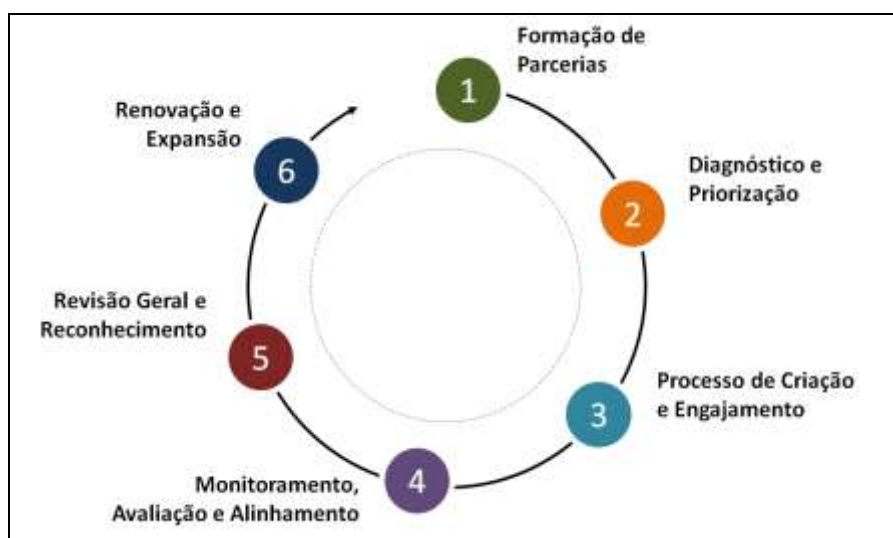 1
Formação de
Parcerias
2
Diagnóstico e
Priorização
3
Processo de Criação
e Engajamento
4
Monitoramento,
Avaliação e Alinhamento
5
Revisão Geral e
Reconhecimento
6
Renovação e
Expansão